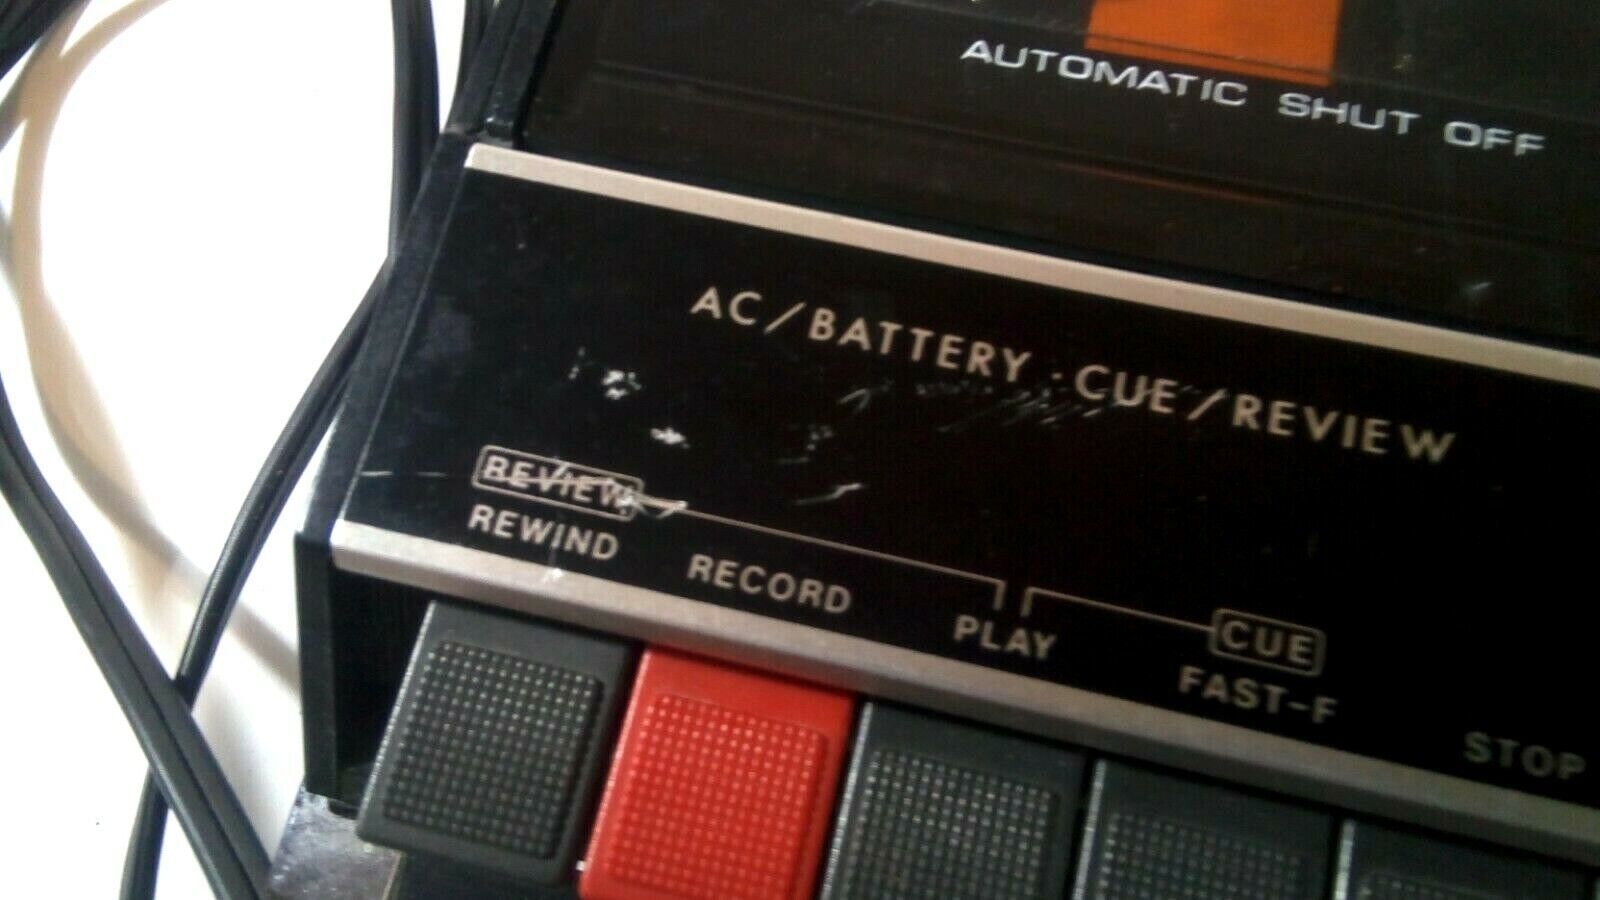 AUTOMATIC SHUT OFF
AC/BATTERY · CUE/REVIEW
REVIEW
REWIND
RECORD
PLAY
CUE
FAST-F
STOP